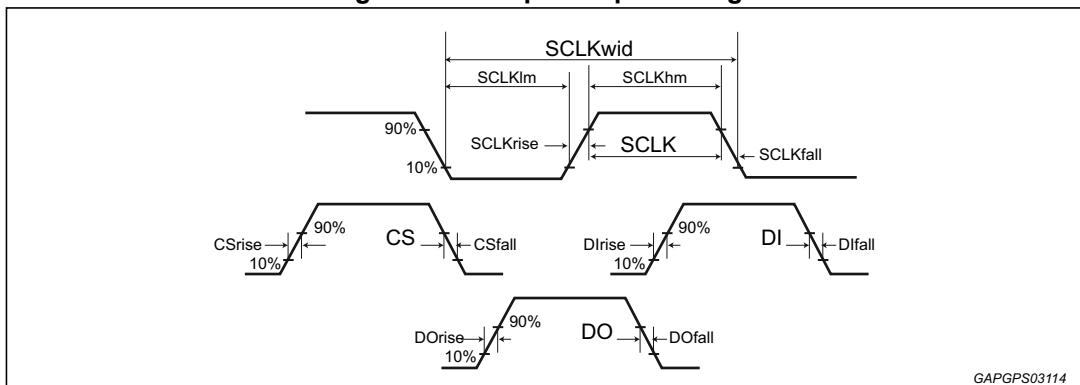 SCLKwid
SCLKlm SCLKhm
90%
SCLKrise SCLK SCLKfall
10%
90% 90%
CSrise CS CSfall DIrise DI DIfall
10% 10%
90%
DOrise DO DOfall
10%
GAPGPS03114